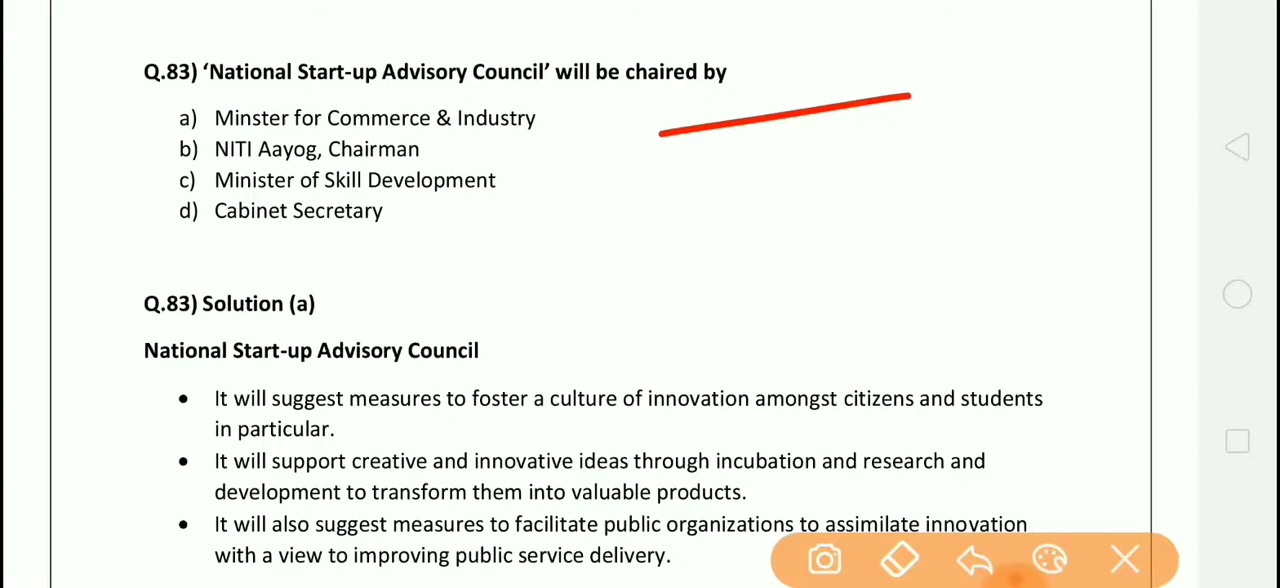 Q.83) ‘National Start-up Advisory Council’ will be chaired by
a) Minster for Commerce & Industry
b) NITI Aayog, Chairman
c) Minister of Skill Development
d) Cabinet Secretary
Q.83) Solution (a)
National Start-up Advisory Council
• It will suggest measures to foster a culture of innovation amongst citizens and students
in particular.
• It will support creative and innovative ideas through incubation and research and
development to transform them into valuable products.
• It will also suggest measures to facilitate public organizations to assimilate innovation
with a view to improving public service delivery.